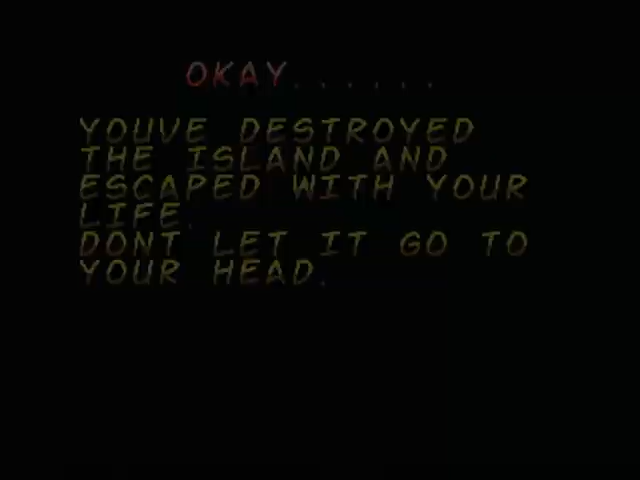 OKAY......
YOUVE DESTROYED
THE ISLAND AND
ESCAPED WITH YOUR
LIFE.
DONT LET IT GO TO
YOUR HEAD.